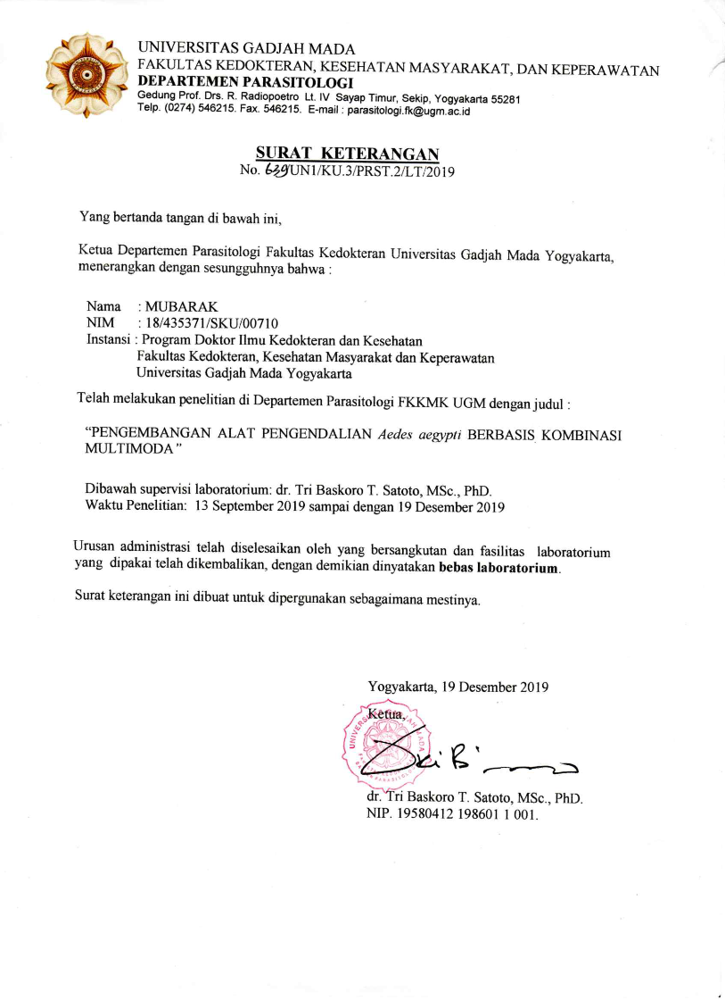 UNIVERSITAS GADJAH MADA
FAKULTAS KEDOKTERAN, KESEHATAN MASYARAKAT, DAN KEPERAWATAN
DEPARTEMEN PARASITOLOGI
Gedung Prof. Drs. R. Radiopoetro Lt. IV Sayap Timur, Sekip, Yogyakarta 55281
Telp. (0274) 546215. Fax. 546215. E-mail : parasitologi.fk@ugm.ac.id
SURAT KETERANGAN
No. 639/UN1/KU.3/PRST.2/LT/2019
Yang bertanda tangan di bawah ini,
Ketua Departemen Parasitologi Fakultas Kedokteran Universitas Gadjah Mada Yogyakarta,
menerangkan dengan sesungguhnya bahwa :
Nama : MUBARAK
NIM : 18/435371/SKU/00710
Instansi : Program Doktor Ilmu Kedokteran dan Kesehatan
Fakultas Kedokteran, Kesehatan Masyarakat dan Keperawatan
Universitas Gadjah Mada Yogyakarta
Telah melakukan penelitian di Departemen Parasitologi FKKMK UGM dengan judul :
“PENGEMBANGAN ALAT PENGENDALIAN Aedes aegypti BERBASIS KOMBINASI
MULTIMODA”
Dibawah supervisi laboratorium: dr. Tri Baskoro T. Satoto, MSc., PhD.
Waktu Penelitian: 13 September 2019 sampai dengan 19 Desember 2019
Urusan administrasi telah diselesaikan oleh yang bersangkutan dan fasilitas laboratorium
yang dipakai telah dikembalikan, dengan demikian dinyatakan bebas laboratorium.
Surat keterangan ini dibuat untuk dipergunakan sebagaimana mestinya.
Yogyakarta, 19 Desember 2019
Ketua,
UNIVERSITAS GADJAH MADA
dr. Tri Baskoro T. Satoto, MSc., PhD.
NIP. 19580412 198601 1 001.